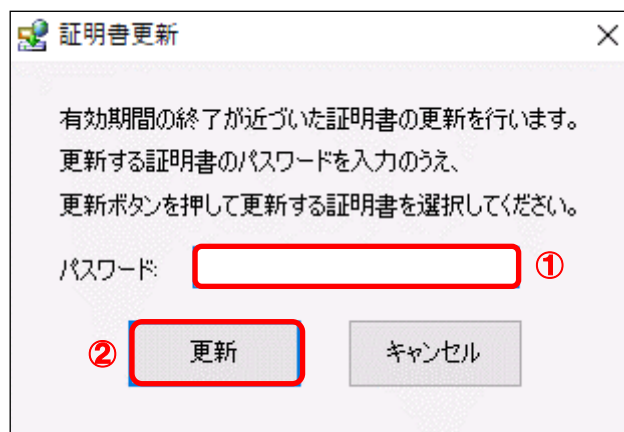 証明書更新
有効期間の終了が近づいた証明書の更新を行います。
更新する証明書のパスワードを入力のうえ、
更新ボタンを押して更新する証明書を選択してください。
パスワード:
①
② 更新 キャンセル